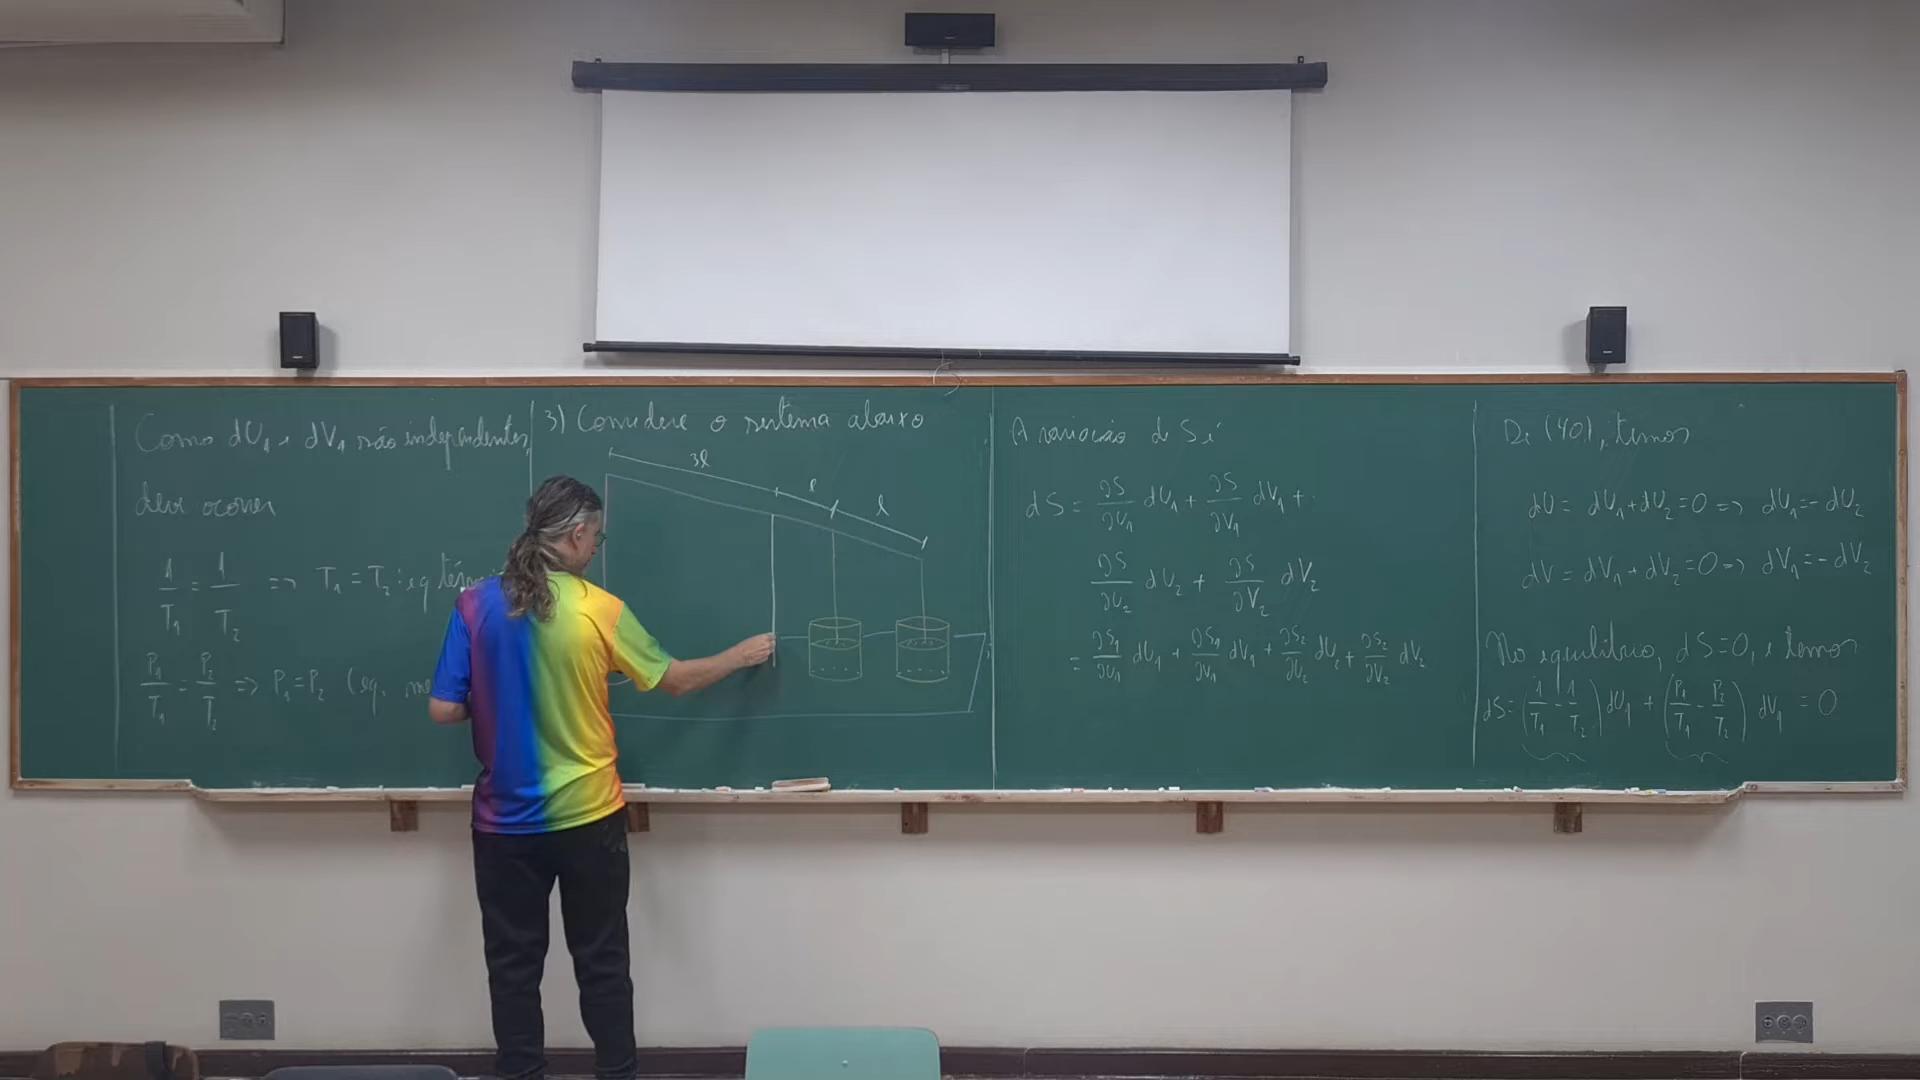 Como dU₁ e dV₁ são independentes,
deve ocorrer
1/T₁ = 1/T₂ => T₁ = T₂ : eq
P₁/T₁ = P₂/T₂ => P₁ = P₂ (eq.
3) Considere o sistema abaixo
3l
l
l
A variação de S é
dS = ∂S/∂U₁ dU₁ + ∂S/∂V₁ dV₁ +
∂S/∂U₂ dU₂ + ∂S/∂V₂ dV₂
= ∂S₁/∂U₁ dU₁ + ∂S₁/∂V₁ dV₁ + ∂S₂/∂U₂ dU₂ + ∂S₂/∂V₂ dV₂
De (40), temos
dU = dU₁ + dU₂ = 0 => dU₁ = - dU₂
dV = dV₁ + dV₂ = 0 => dV₁ = - dV₂
No equilíbrio, dS = 0, e temos
dS = (1/T₁ - 1/T₂) dU₁ + (P₁/T₁ - P₂/T₂) dV₁ = 0